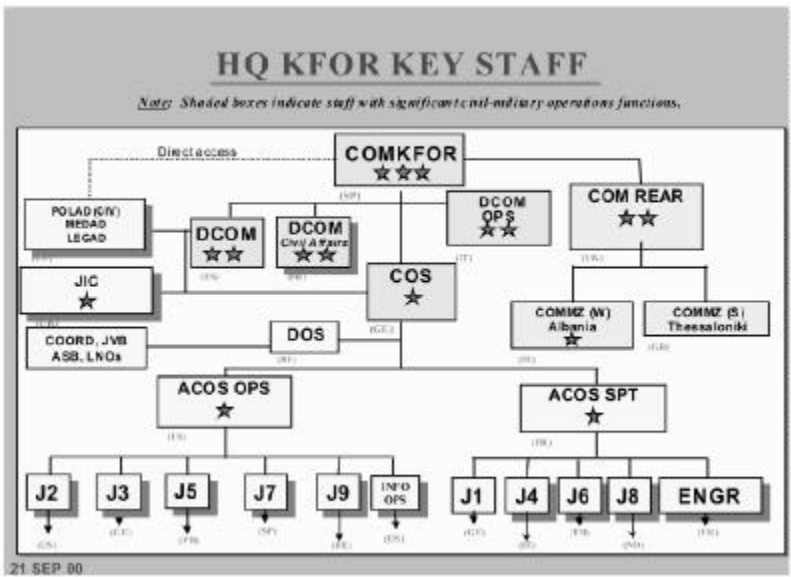 HQ KFOR KEY STAFF
Note: Shaded boxes indicate staff with significant civil-military operations functions.
Direct access
COMKFOR
POLAD (CIV)
MEDAD
LEGAD
DCOM
DCOM
Civil Affairs
DCOM
OPS
COM REAR
JIC
COS
COMMZ (W)
Albania
COMMZ (S)
Thessaloniki
COORD, JVB
ASB, LNOs
DOS
ACOS OPS
ACOS SPT
J2
J3
J5
J7
J9
INFO
OPS
J1
J4
J6
J8
ENGR
21 SEP 00